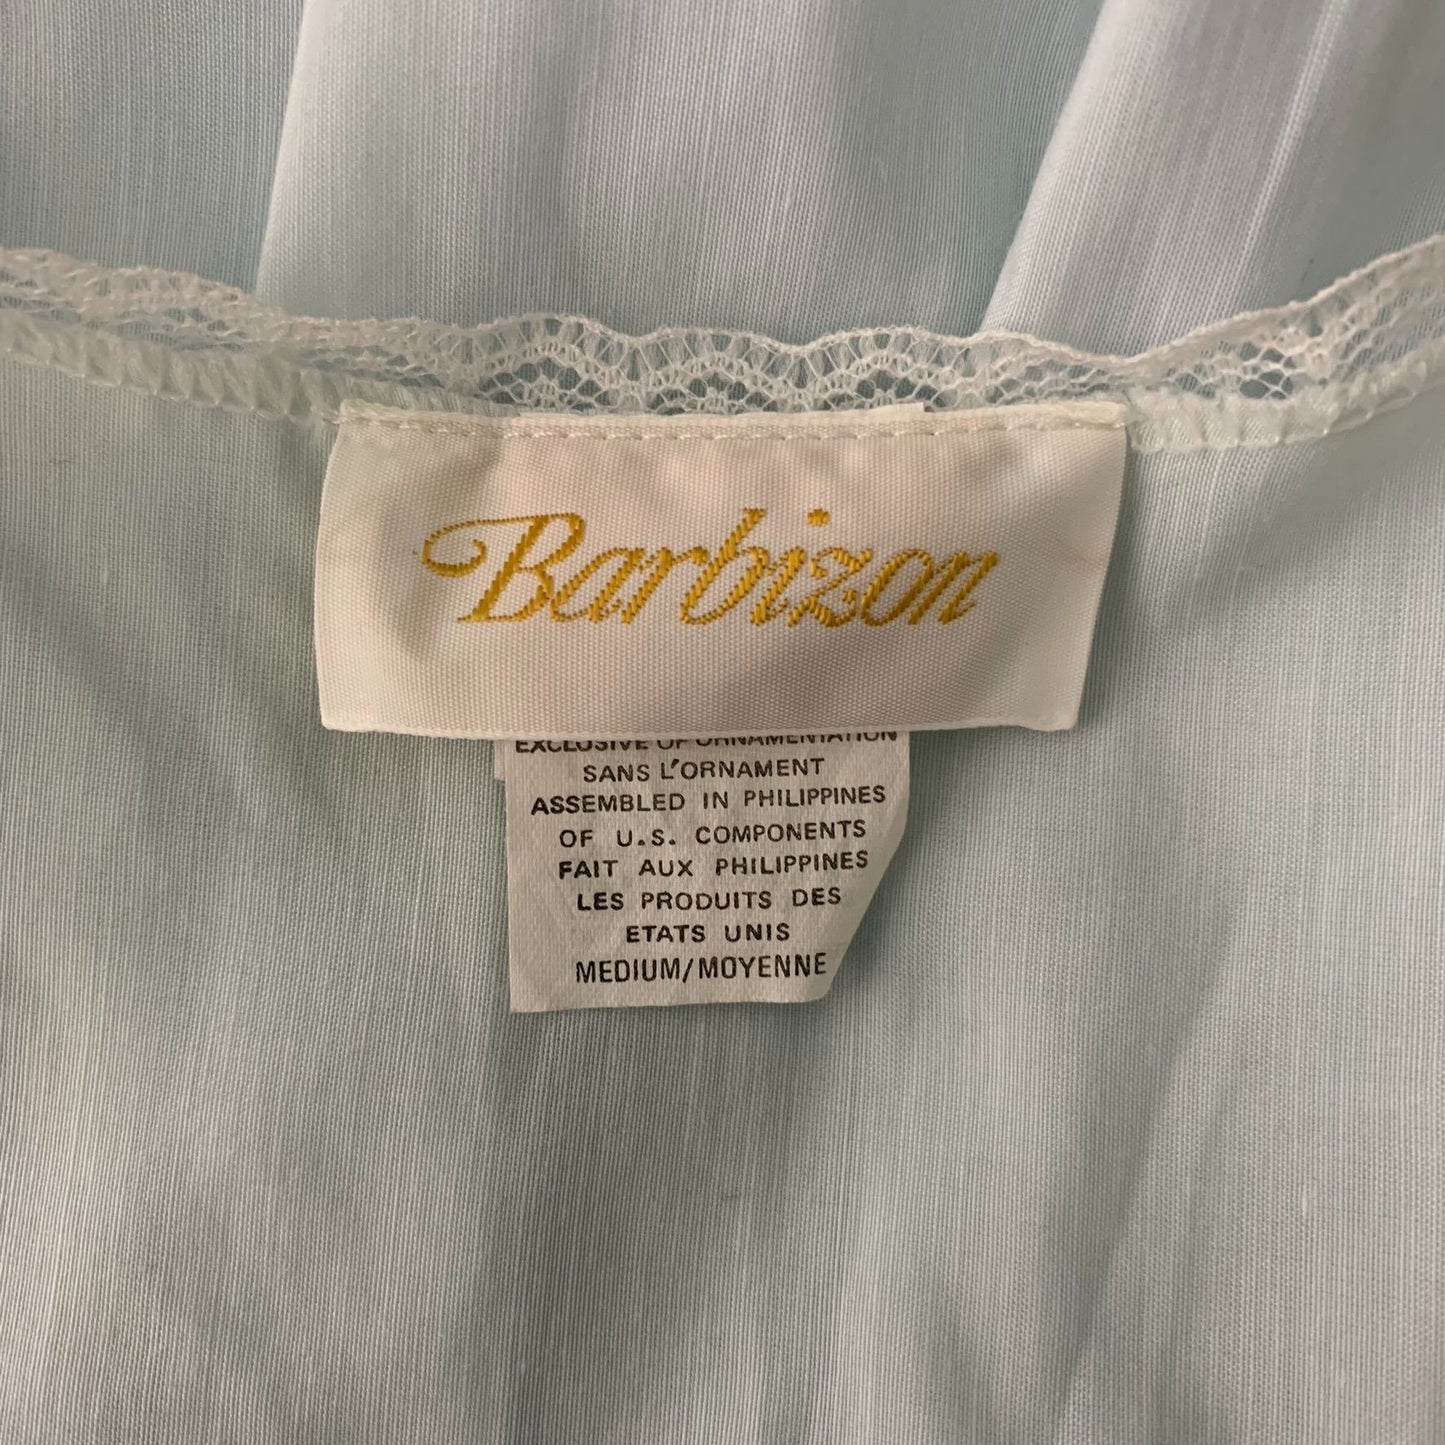 Barbizon
EXCLUSIVE OF ORNAMENTATION
SANS L'ORNAMENT
ASSEMBLED IN PHILIPPINES
OF U.S. COMPONENTS
FAIT AUX PHILIPPINES
LES PRODUITS DES
ETATS UNIS
MEDIUM/MOYENNE